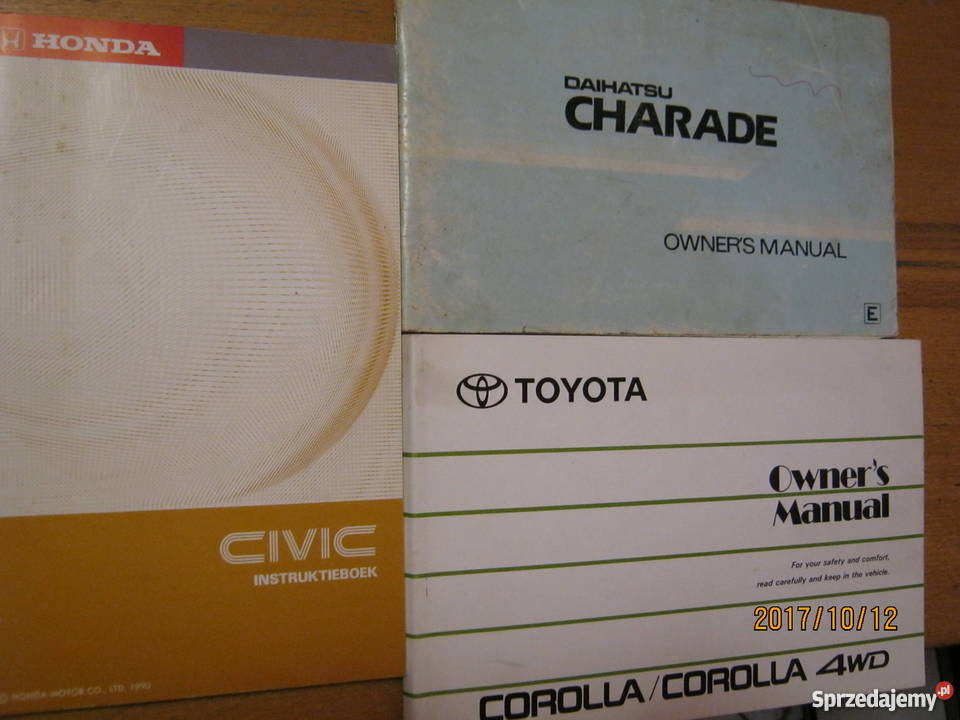 HONDA
CIVIC
INSTRUKTIEBOEK
© HONDA MOTOR CO., LTD. 1990
DAIHATSU
CHARADE
OWNER'S MANUAL
E
TOYOTA
Owner's
Manual
For your safety and comfort,
read carefully and keep in the vehicle.
2017/10/12
COROLLA/COROLLA 4WD
Sprzedajemy.pl